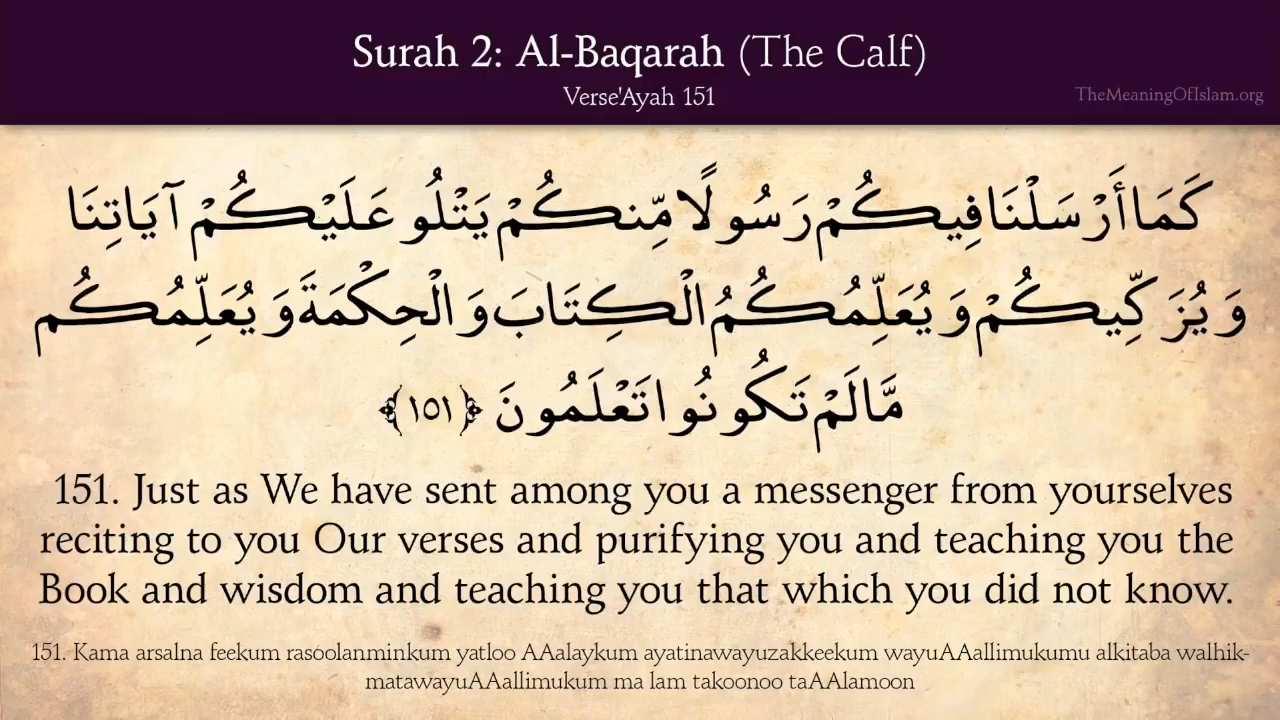 Surah 2: Al-Baqarah (The Calf)
Verse'Ayah 151
TheMeaningOfIslam.org
كَمَا أَرْسَلْنَا فِيكُمْ رَسُولًا مِّنكُمْ يَتْلُو عَلَيْكُمْ آيَاتِنَا
وَيُزَكِّيكُمْ وَيُعَلِّمُكُمُ الْكِتَابَ وَالْحِكْمَةَ وَيُعَلِّمُكُم
مَّا لَمْ تَكُونُوا تَعْلَمُونَ ﴿١٥١﴾
151. Just as We have sent among you a messenger from yourselves
reciting to you Our verses and purifying you and teaching you the
Book and wisdom and teaching you that which you did not know.
151. Kama arsalna feekum rasoolanminkum yatloo AAalaykum ayatinawayuzakkeekum wayuAAallimukumu alkitaba walhik-
matawayuAAallimukum ma lam takoonoo taAAlamoon